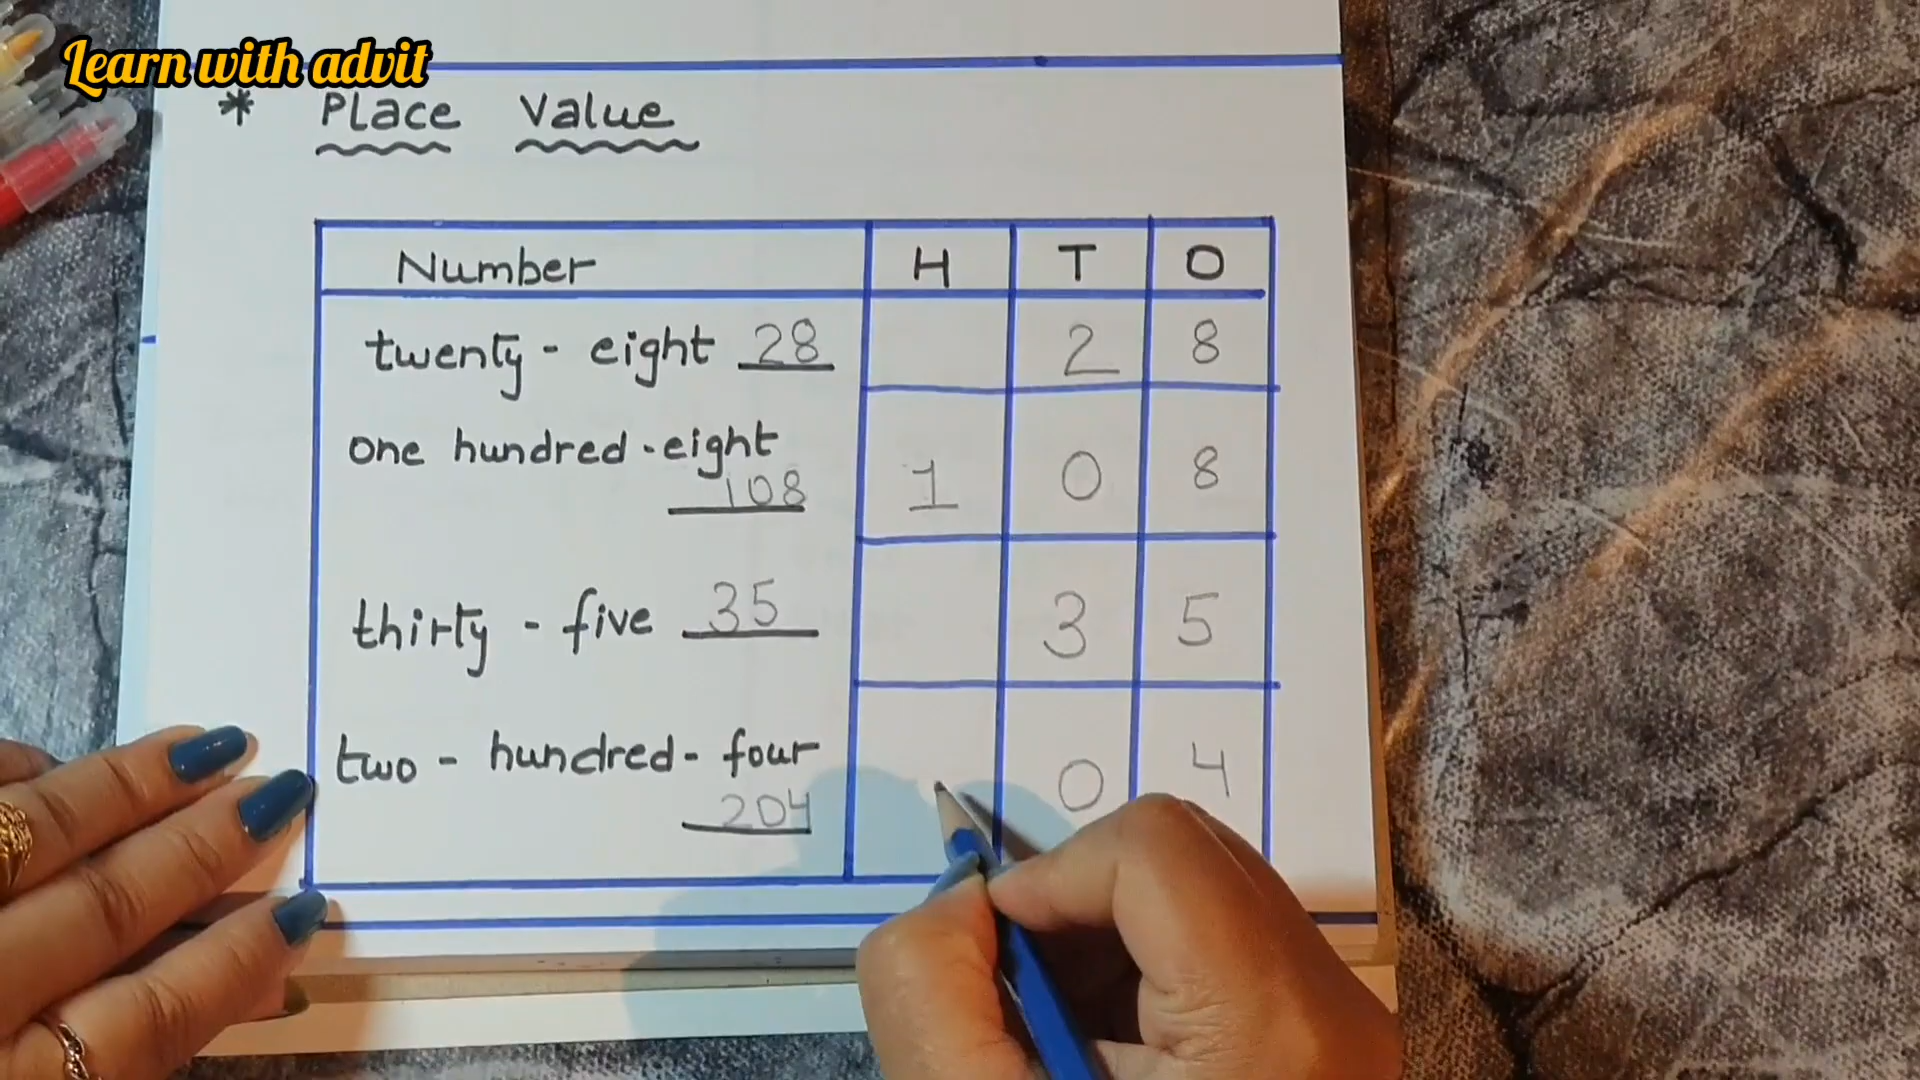 Learn with advit
* Place Value
Number H T O
twenty - eight 28 2 8
one hundred - eight
108 1 0 8
thirty - five 35 3 5
two - hundred - four
204 0 4